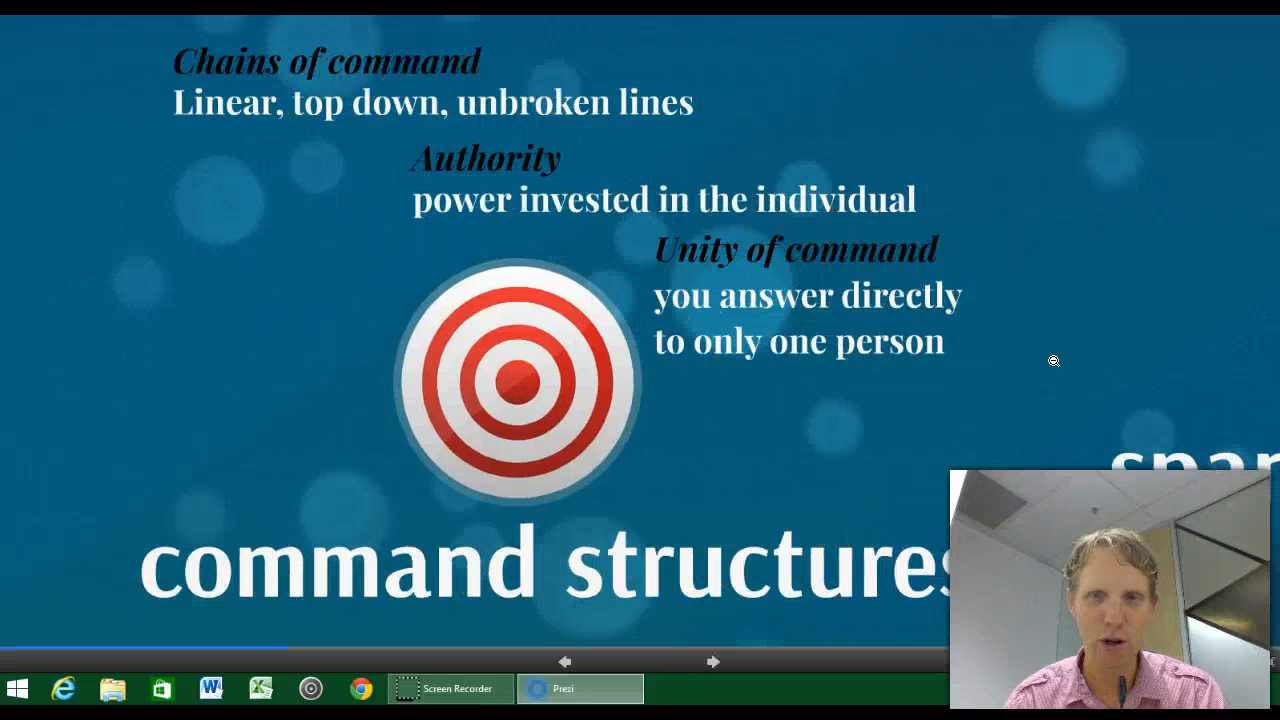 Chains of command
Linear, top down, unbroken lines
Authority
power invested in the individual
Unity of command
you answer directly
to only one person
command structures
Screen Recorder
Prezi